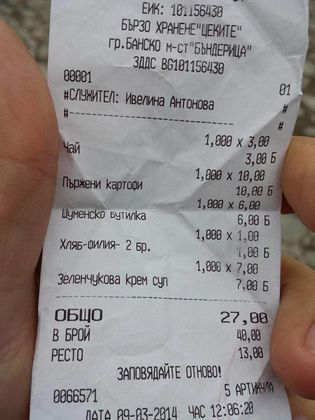 ЕИК: 101156430
БЪРЗО ХРАНЕНЕ"ЦЕКИТЕ"
гр.БАНСКО м-ст"БЪНДЕРИЦА"
ЗДДС BG101156430
00001 01
#СЛУЖИТЕЛ: Ивелина Антонова #
#- #
1,000 x 3,00
Чай 3,00 Б
1,000 x 10,00
Пържени картофи 10,00 Б
1,000 x 6,00
Шуменско бутилка 6,00 Б
1,000 x 1,00
Хляб-филия- 2 бр. 1,00 Б
1,000 x 7,00
Зеленчукова крем суп 7,00 Б
ОБЩО 27,00
В БРОЙ 40,00
РЕСТО 13,00
ЗАПОВЯДАЙТЕ ОТНОВО!
0066571 5 АРТИКУЛА
ДАТА 09-03-2014 ЧАС 12:06:20